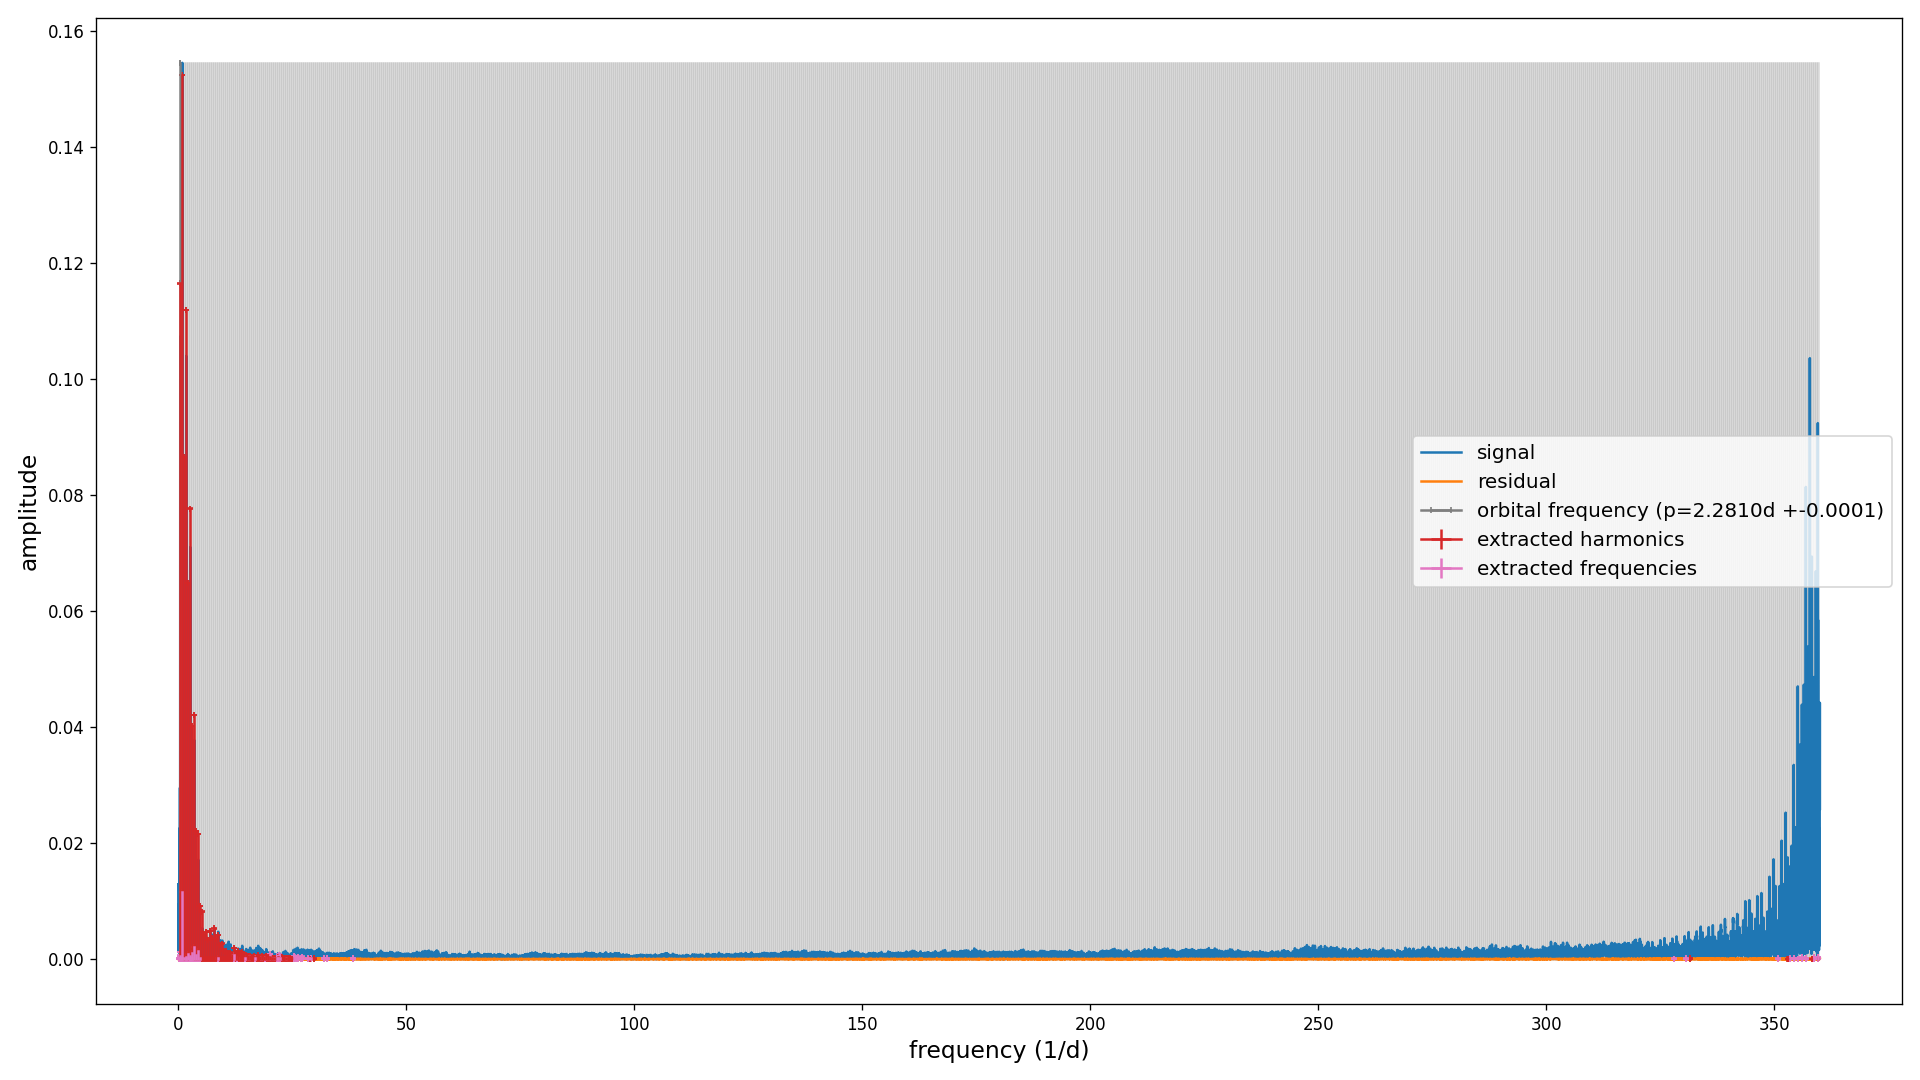 0.16
0.14
0.12
0.10
0.08
0.06
0.04
0.02
0.00
amplitude
signal
residual
orbital frequency (p=2.2810d +-0.0001)
extracted harmonics
extracted frequencies
0 50 100 150 200 250 300 350
frequency (1/d)